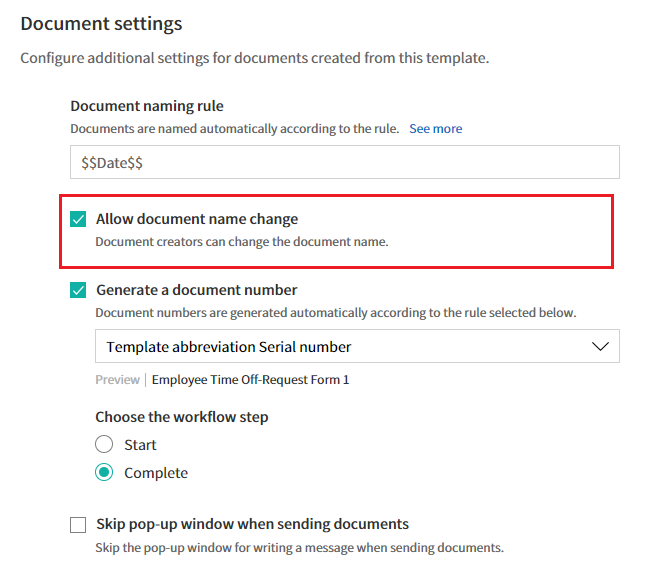 Document settings
Configure additional settings for documents created from this template.
Document naming rule
Documents are named automatically according to the rule. See more
$$Date$$
Allow document name change
Document creators can change the document name.
Generate a document number
Document numbers are generated automatically according to the rule selected below.
Template abbreviation Serial number
Preview | Employee Time Off-Request Form 1
Choose the workflow step
Start
Complete
Skip pop-up window when sending documents
Skip the pop-up window for writing a message when sending documents.